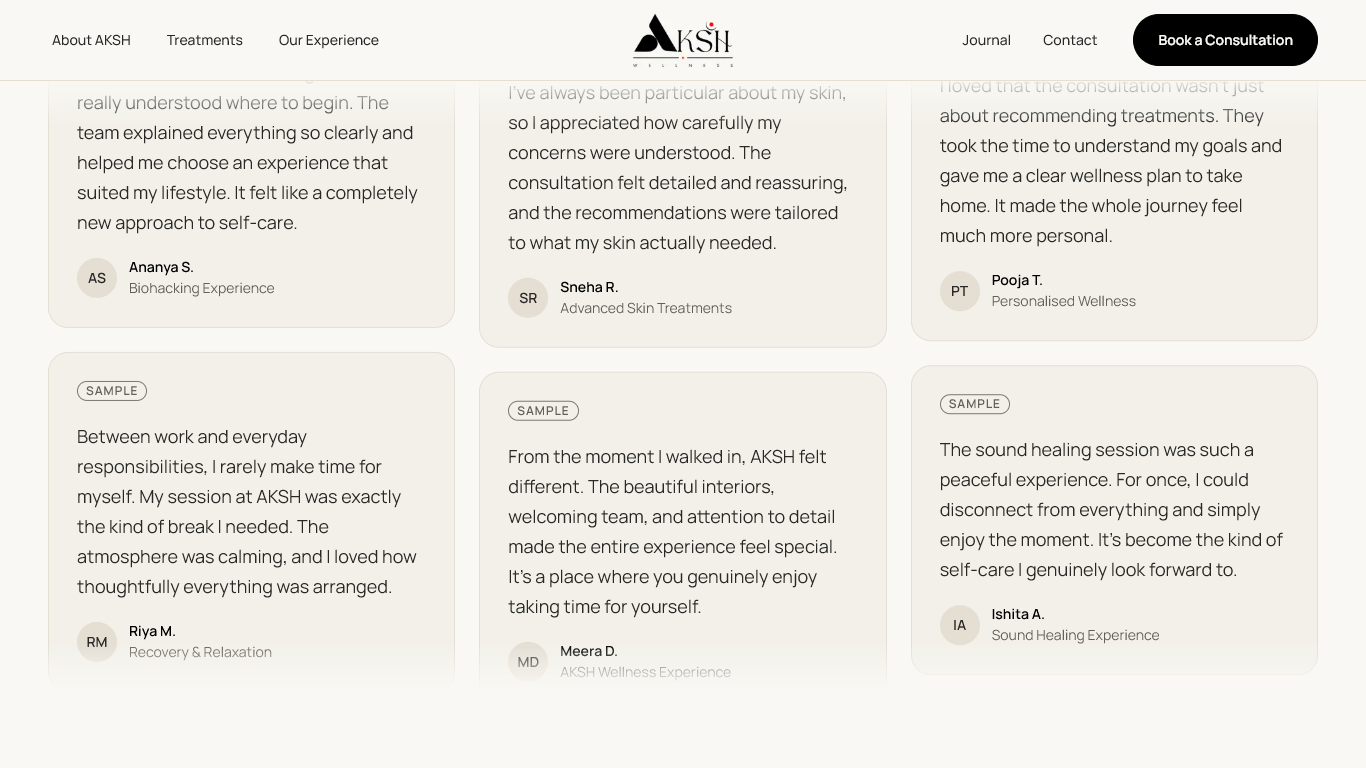 About AKSH
Treatments
Our Experience
AKSH
WELLNESS
Journal
Contact
Book a Consultation
really understood where to begin. The
team explained everything so clearly and
helped me choose an experience that
suited my lifestyle. It felt like a completely
new approach to self-care.
AS
Ananya S.
Biohacking Experience
SAMPLE
Between work and everyday
responsibilities, I rarely make time for
myself. My session at AKSH was exactly
the kind of break I needed. The
atmosphere was calming, and I loved how
thoughtfully everything was arranged.
RM
Riya M.
Recovery & Relaxation
I've always been particular about my skin,
so I appreciated how carefully my
concerns were understood. The
consultation felt detailed and reassuring,
and the recommendations were tailored
to what my skin actually needed.
SR
Sneha R.
Advanced Skin Treatments
SAMPLE
From the moment I walked in, AKSH felt
different. The beautiful interiors,
welcoming team, and attention to detail
made the entire experience feel special.
It's a place where you genuinely enjoy
taking time for yourself.
MD
Meera D.
AKSH Wellness Experience
I loved that the consultation wasn't just
about recommending treatments. They
took the time to understand my goals and
gave me a clear wellness plan to take
home. It made the whole journey feel
much more personal.
PT
Pooja T.
Personalised Wellness
SAMPLE
The sound healing session was such a
peaceful experience. For once, I could
disconnect from everything and simply
enjoy the moment. It's become the kind of
self-care I genuinely look forward to.
IA
Ishita A.
Sound Healing Experience